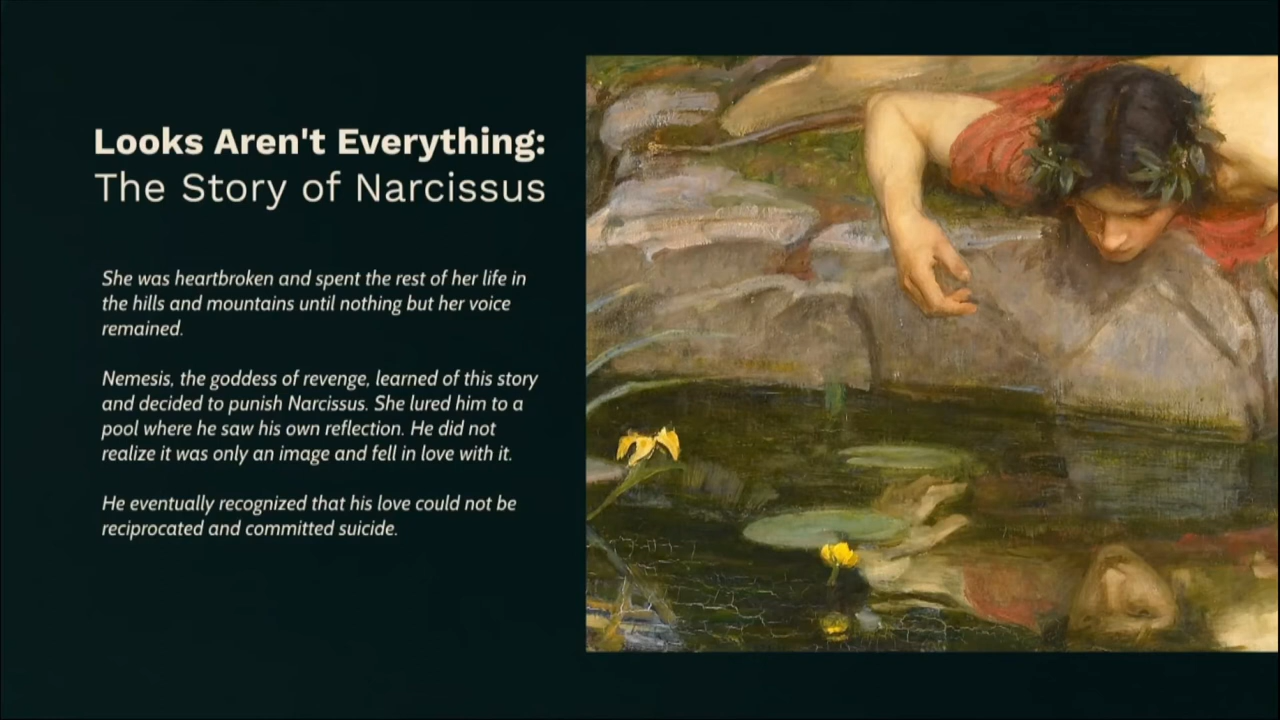 Looks Aren't Everything:
The Story of Narcissus
She was heartbroken and spent the rest of her life in
the hills and mountains until nothing but her voice
remained.
Nemesis, the goddess of revenge, learned of this story
and decided to punish Narcissus. She lured him to a
pool where he saw his own reflection. He did not
realize it was only an image and fell in love with it.
He eventually recognized that his love could not be
reciprocated and committed suicide.